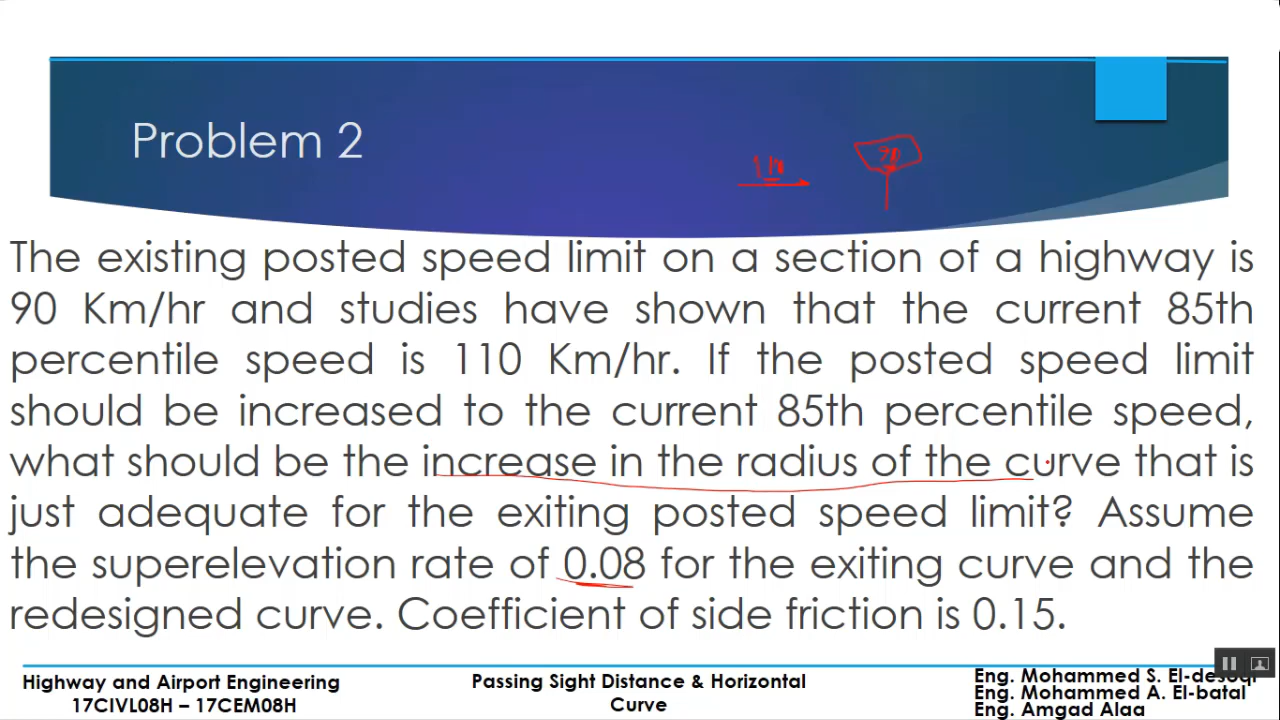 Problem 2
110
90
The existing posted speed limit on a section of a highway is
90 Km/hr and studies have shown that the current 85th
percentile speed is 110 Km/hr. If the posted speed limit
should be increased to the current 85th percentile speed,
what should be the increase in the radius of the curve that is
just adequate for the exiting posted speed limit? Assume
the superelevation rate of 0.08 for the exiting curve and the
redesigned curve. Coefficient of side friction is 0.15.
Highway and Airport Engineering
17CIVL08H – 17CEM08H
Passing Sight Distance & Horizontal
Curve
Eng. Mohammed S. El-desuqi
Eng. Mohammed A. El-batal
Eng. Amgad Alaa